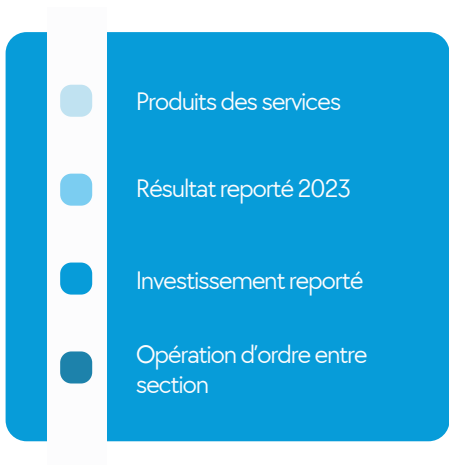 Produits des services
Résultat reporté 2023
Investissement reporté
Opération d'ordre entre
section